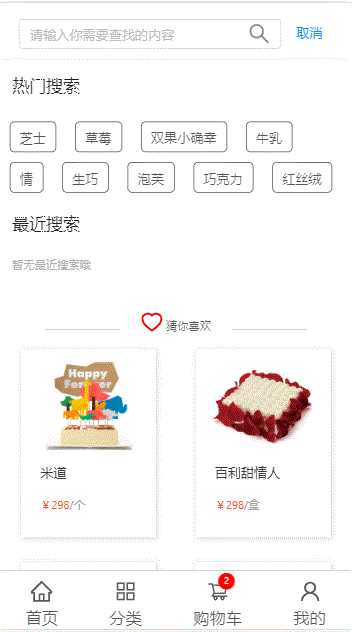 请输入你需要查找的内容 取消
热门搜索
芝士 草莓 双果小确幸 牛乳
情 生巧 泡芙 巧克力 红丝绒
最近搜索
暂无最近搜索哦
猜你喜欢
Happy
Forever
米道 百利甜情人
￥298/个 ￥298/盒
2
首页 分类 购物车 我的